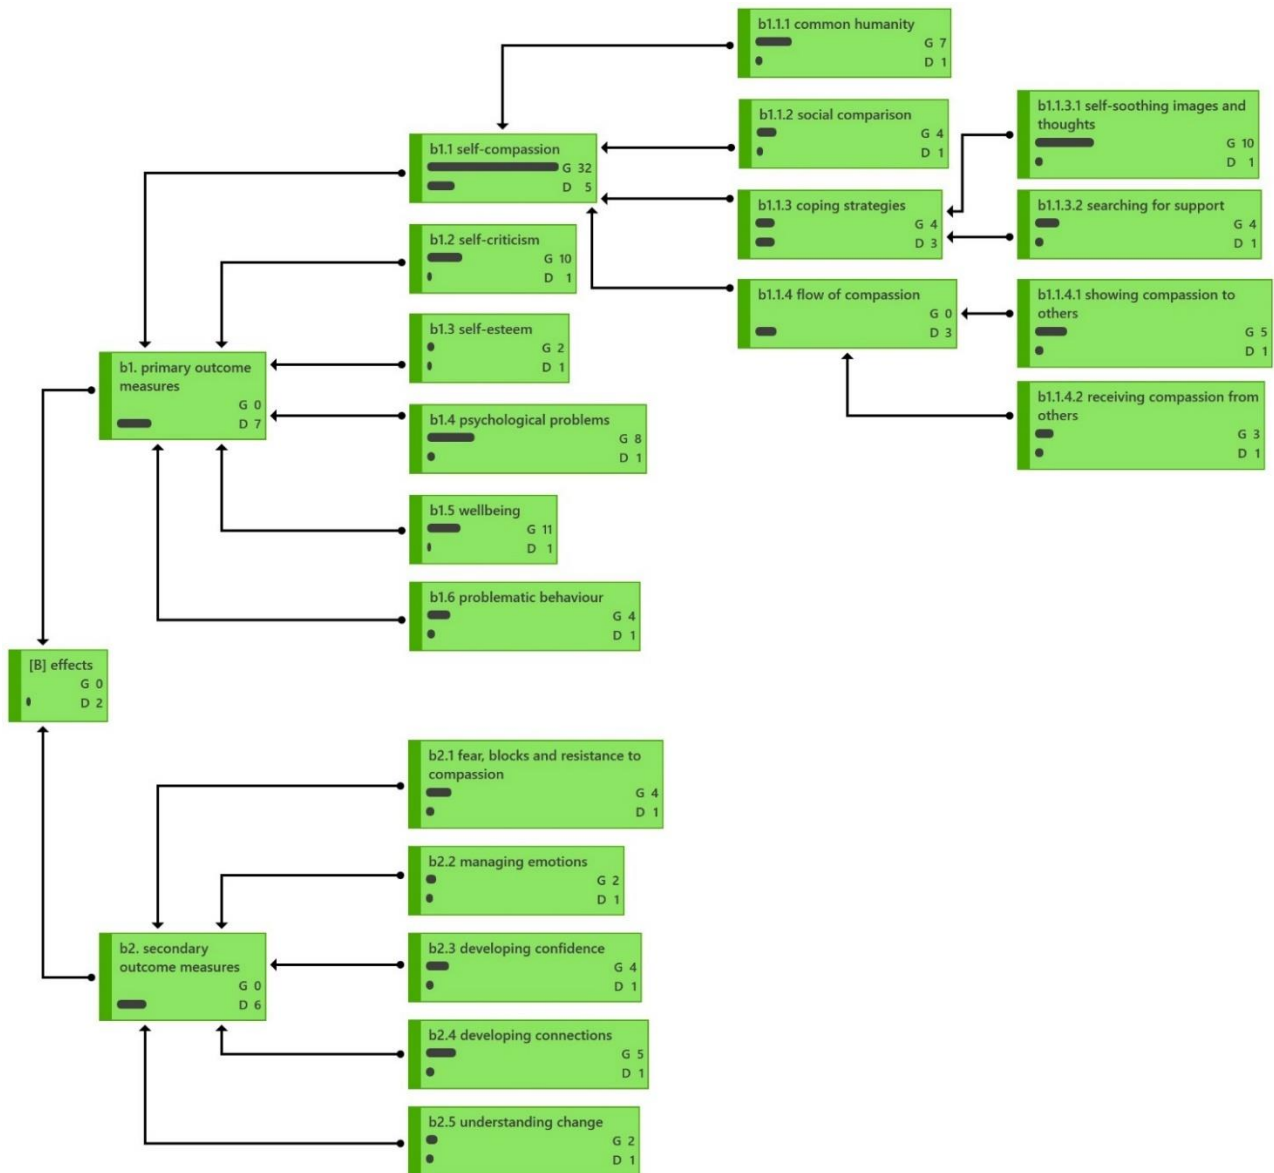 b1.1.1 common humanity
G 7
D 1
b1.1.2 social comparison
G 4
D 1
b1.1.3.1 self-soothing images and
thoughts
G 10
D 1
b1.1 self-compassion
G 32
D 5
b1.1.3 coping strategies
G 4
D 3
b1.1.3.2 searching for support
G 4
D 1
b1.2 self-criticism
G 10
D 1
b1.1.4 flow of compassion
G 0
D 3
b1.1.4.1 showing compassion to
others
G 5
D 1
b1.3 self-esteem
G 2
D 1
b1. primary outcome
measures
G 0
D 7
b1.1.4.2 receiving compassion from
others
G 3
D 1
b1.4 psychological problems
G 8
D 1
b1.5 wellbeing
G 11
D 1
b1.6 problematic behaviour
G 4
D 1
[B] effects
G 0
D 2
b2.1 fear, blocks and resistance to
compassion
G 4
D 1
b2.2 managing emotions
G 2
D 1
b2. secondary
outcome measures
G 0
D 6
b2.3 developing confidence
G 4
D 1
b2.4 developing connections
G 5
D 1
b2.5 understanding change
G 2
D 1